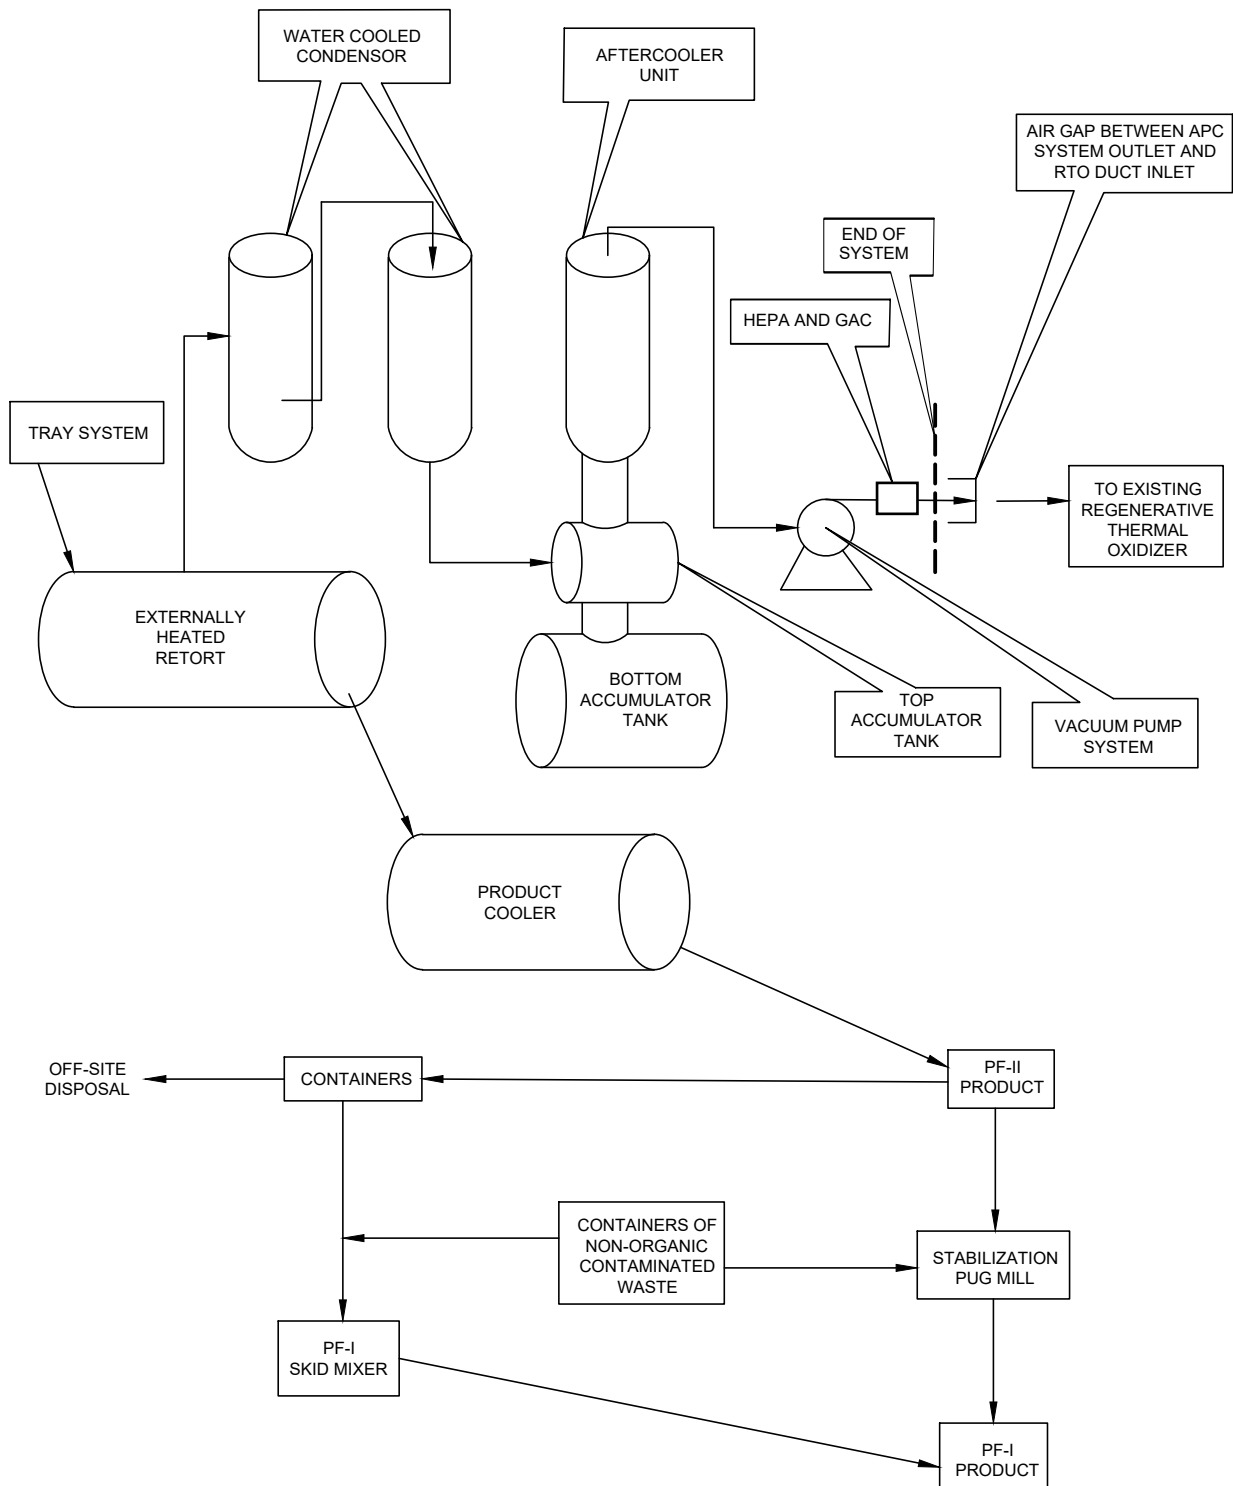 WATER COOLED
CONDENSOR
AFTERCOOLER
UNIT
AIR GAP BETWEEN APC
SYSTEM OUTLET AND
RTO DUCT INLET
END OF
SYSTEM
HEPA AND GAC
TRAY SYSTEM
TO EXISTING
REGENERATIVE
THERMAL
OXIDIZER
EXTERNALLY
HEATED
RETORT
BOTTOM
ACCUMULATOR
TANK
TOP
ACCUMULATOR
TANK
VACUUM PUMP
SYSTEM
PRODUCT
COOLER
OFF-SITE
DISPOSAL
CONTAINERS
PF-II
PRODUCT
CONTAINERS OF
NON-ORGANIC
CONTAMINATED
WASTE
STABILIZATION
PUG MILL
PF-I
SKID MIXER
PF-I
PRODUCT